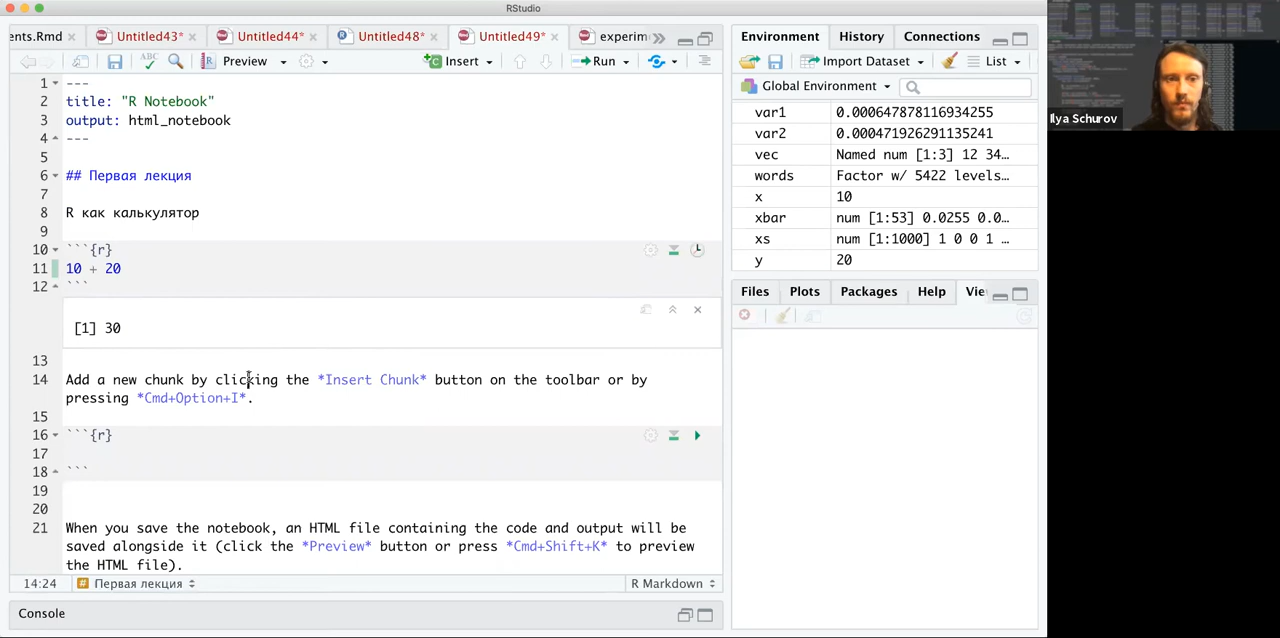 RStudio
ents.Rmd
Untitled43*
Untitled44*
Untitled48*
Untitled49*
experim
Preview
Insert
Run
1 ---
2 title: "R Notebook"
3 output: html_notebook
4 ---
5
6 ## Первая лекция
7
8 R как калькулятор
9
10 ```{r}
11 10 + 20
12 ```
[1] 30
13
14 Add a new chunk by clicking the *Insert Chunk* button on the toolbar or by
pressing *Cmd+Option+I*.
15
16 ```{r}
17
18 ```
19
20
21 When you save the notebook, an HTML file containing the code and output will be
saved alongside it (click the *Preview* button or press *Cmd+Shift+K* to preview
the HTML file).
14:24 # Первая лекция R Markdown
Console
Environment History Connections
Import Dataset List
Global Environment
var1 0.000647878116934255
var2 0.000471926291135241
vec Named num [1:3] 12 34…
words Factor w/ 5422 levels…
x 10
xbar num [1:53] 0.0255 0.0…
xs num [1:1000] 1 0 0 1 …
y 20
Files Plots Packages Help Vie
Ilya Schurov